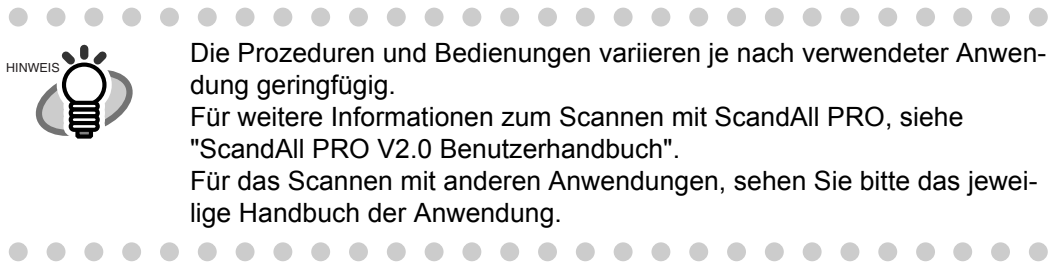 HINWEIS
Die Prozeduren und Bedienungen variieren je nach verwendeter Anwen-
dung geringfügig.
Für weitere Informationen zum Scannen mit ScandAll PRO, siehe
"ScandAll PRO V2.0 Benutzerhandbuch".
Für das Scannen mit anderen Anwendungen, sehen Sie bitte das jewei-
lige Handbuch der Anwendung.